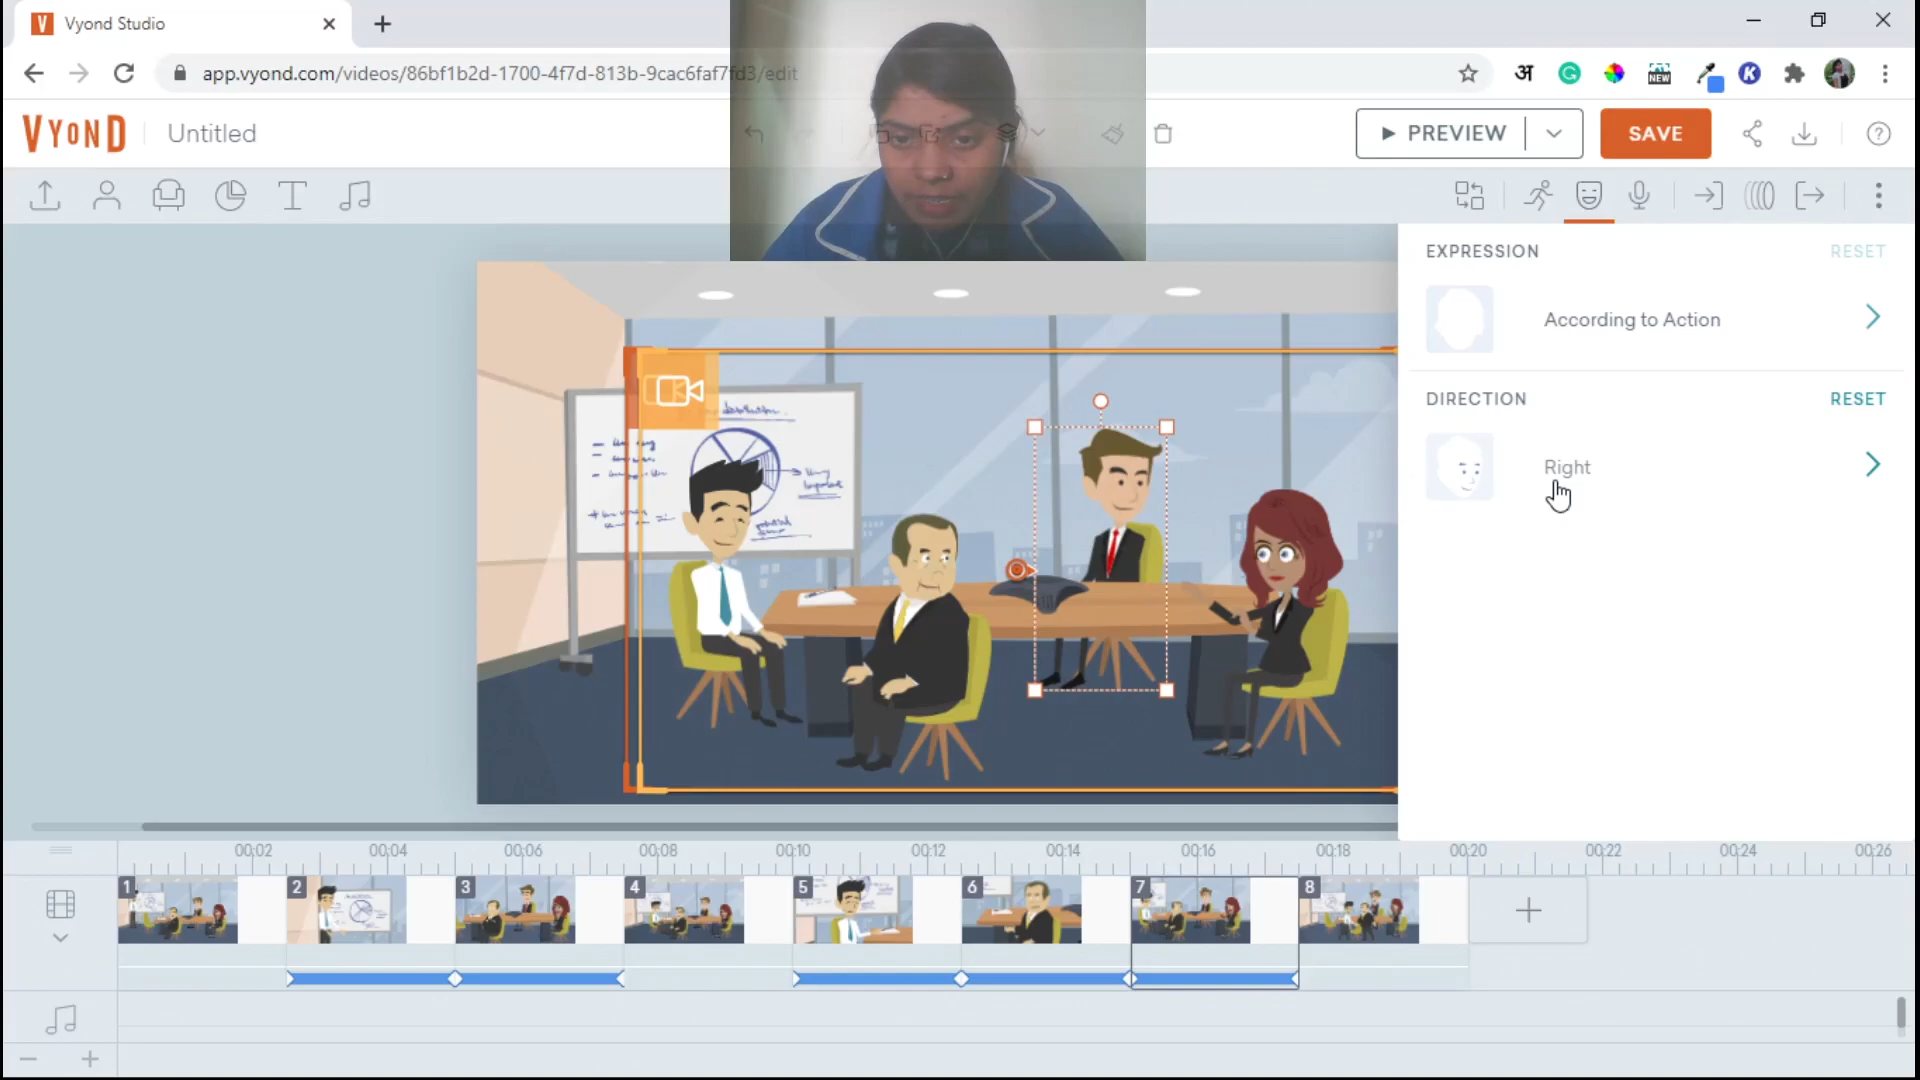 Vyond Studio
app.vyond.com/videos/86bf1b2d-1700-4f7d-813b-9cac6faf7fd3/edit
अ
G
NEW
K
VYOND
Untitled
PREVIEW
SAVE
EXPRESSION
RESET
According to Action
DIRECTION
RESET
Right
00:02
00:04
00:06
00:08
00:10
00:12
00:14
00:16
00:18
00:20
00:22
00:24
00:26
1
2
3
4
5
6
7
8